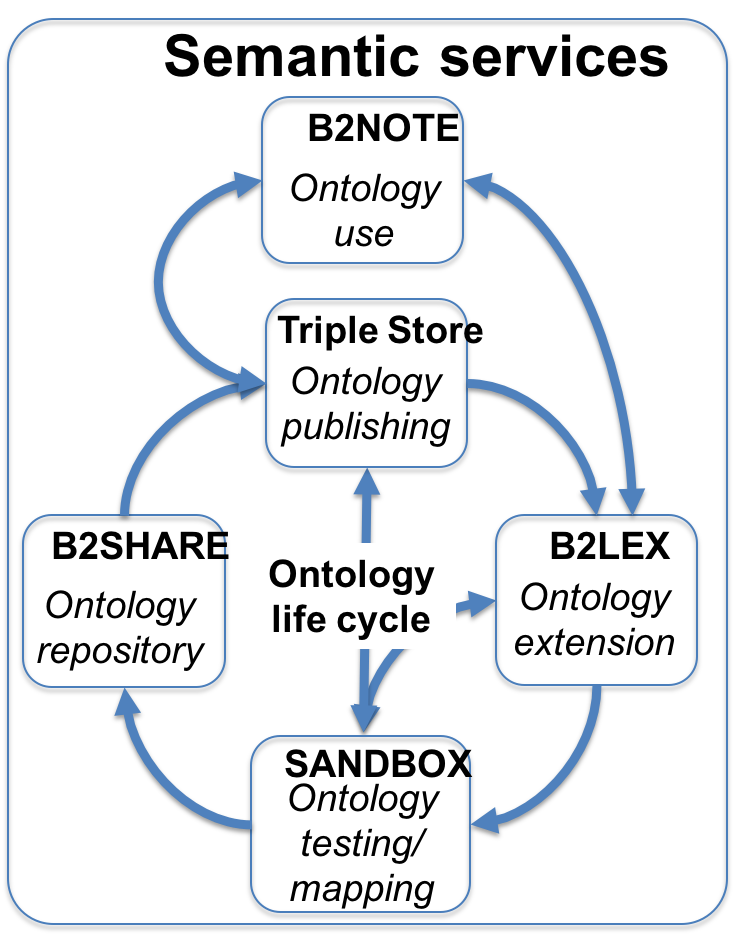 Semantic services
B2NOTE
Ontology
use
Triple Store
Ontology
publishing
B2SHARE
Ontology
repository
Ontology
life cycle
B2LEX
Ontology
extension
SANDBOX
Ontology
testing/
mapping